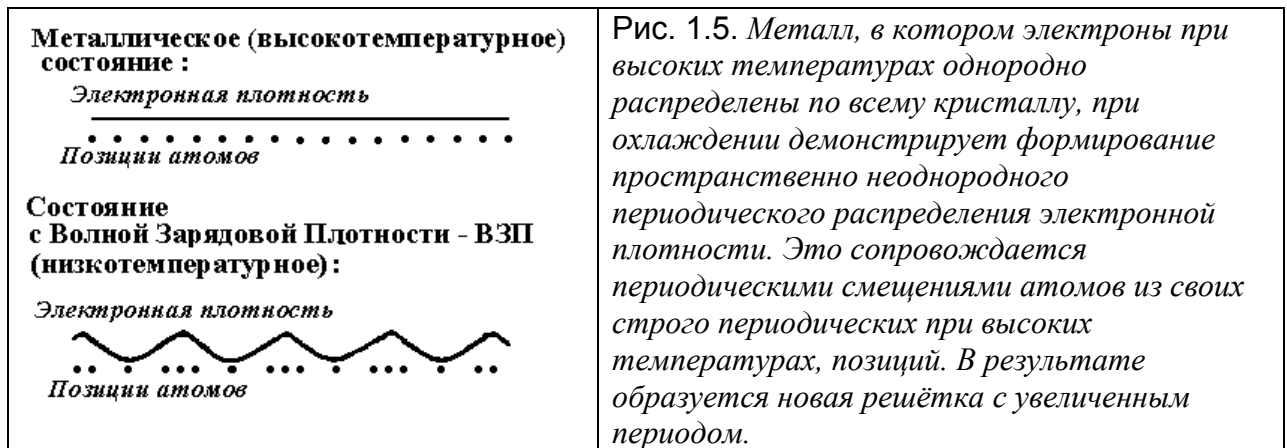 Металлическое (высокотемпературное)
состояние :
Электронная плотность
Позиции атомов
Состояние
с Волной Зарядовой Плотности - ВЗП
(низкотемпературное) :
Электронная плотность
Позиции атомов
Рис. 1.5. Металл, в котором электроны при
высоких температурах однородно
распределены по всему кристаллу, при
охлаждении демонстрирует формирование
пространственно неоднородного
периодического распределения электронной
плотности. Это сопровождается
периодическими смещениями атомов из своих
строго периодических при высоких
температурах, позиций. В результате
образуется новая решётка с увеличенным
периодом.